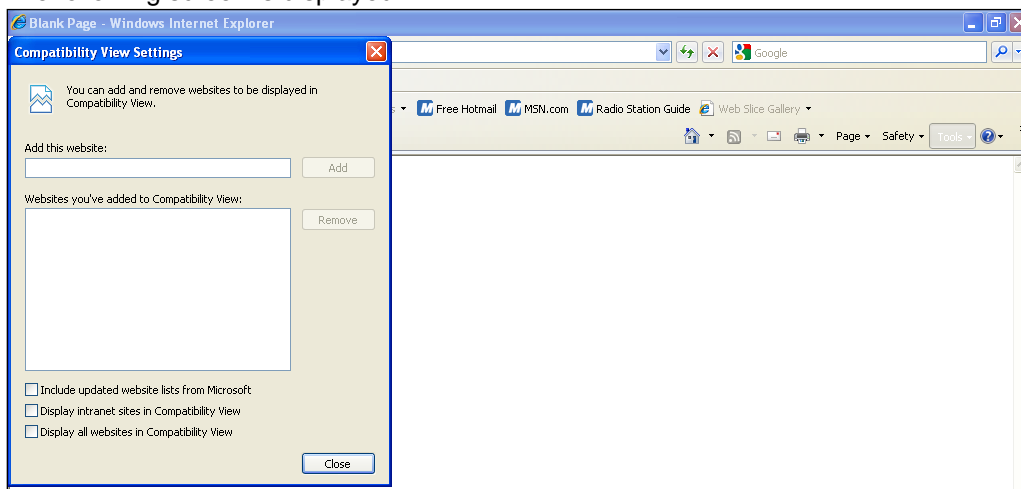 Blank Page - Windows Internet Explorer
Compatibility View Settings
Google
You can add and remove websites to be displayed in
Compatibility View.
Free Hotmail MSN.com Radio Station Guide Web Slice Gallery
Page Safety Tools
Add this website:
Add
Websites you've added to Compatibility View:
Remove
Include updated website lists from Microsoft
Display intranet sites in Compatibility View
Display all websites in Compatibility View
Close